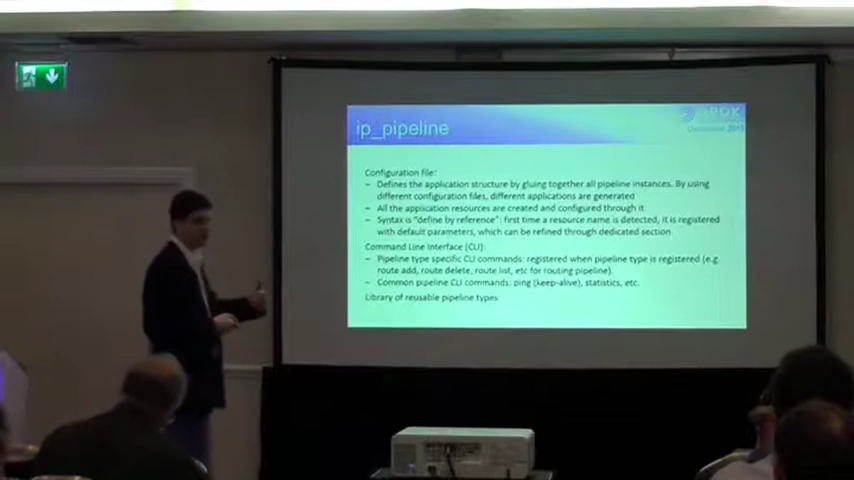 DPDK
ip_pipeline
Userspace 2015
Configuration file:
– Defines the application structure by gluing together all pipeline instances. By using
different configuration files, different applications are generated
– All the application resources are created and configured through it
– Syntax is "define by reference": first time a resource name is detected, it is registered
with default parameters, which can be refined through dedicated section
Command Line Interface (CLI):
– Pipeline type specific CLI commands: registered when pipeline type is registered (e.g.
route add, route delete, route list, etc for routing pipeline).
– Common pipeline CLI commands: ping (keep-alive), statistics, etc.
Library of reusable pipeline types